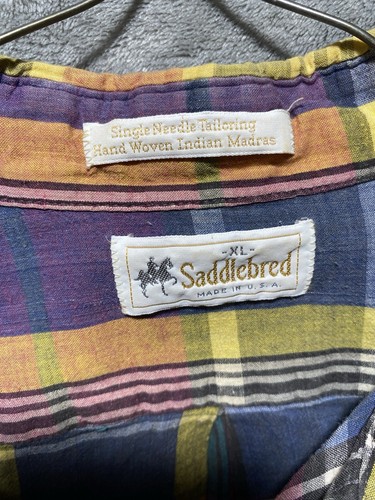 Single Needle Tailoring
Hand Woven Indian Madras
-XL-
Saddlebred
MADE IN U.S.A.